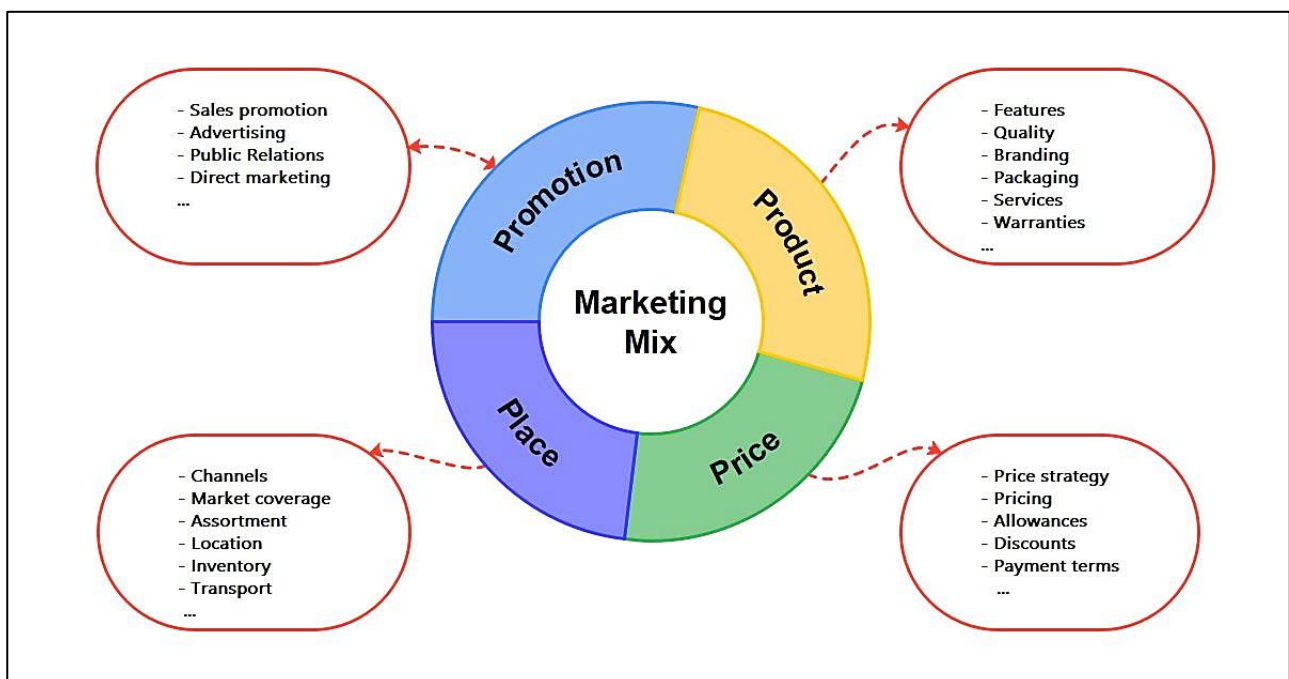 - Sales promotion
- Advertising
- Public Relations
- Direct marketing
...
- Features
- Quality
- Branding
- Packaging
- Services
- Warranties
...
Promotion
Product
Marketing
Mix
Place
Price
- Channels
- Market coverage
- Assortment
- Location
- Inventory
- Transport
...
- Price strategy
- Pricing
- Allowances
- Discounts
- Payment terms
...